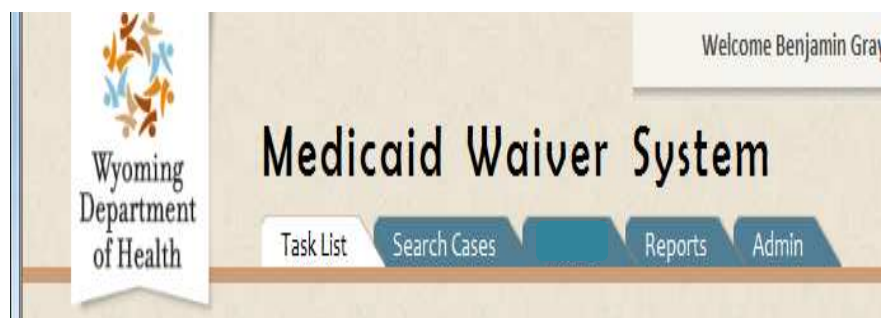 Welcome Benjamin Gray
Wyoming
Department
of Health
Medicaid Waiver System
Task List Search Cases Reports Admin